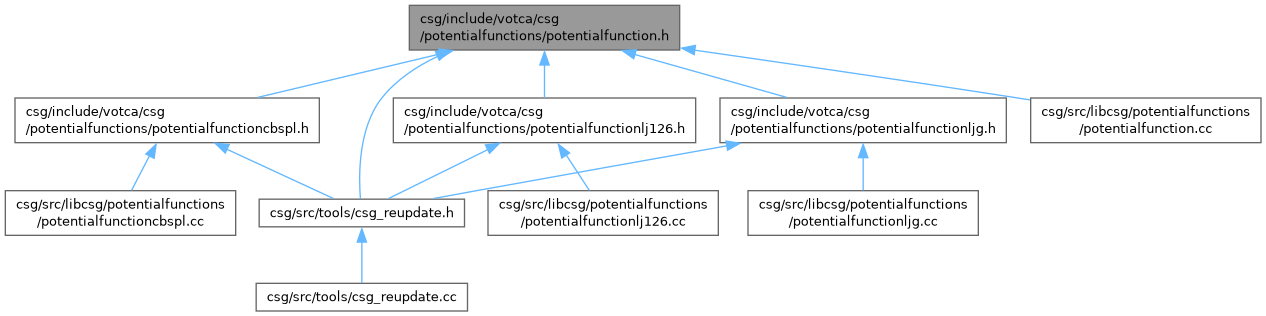 csg/include/votca/csg
/potentialfunctions/potentialfunction.h
csg/include/votca/csg
/potentialfunctions/potentialfunctioncbspl.h
csg/include/votca/csg
/potentialfunctions/potentialfunctionlj126.h
csg/include/votca/csg
/potentialfunctions/potentialfunctionljg.h
csg/src/libcsg/potentialfunctions
/potentialfunction.cc
csg/src/libcsg/potentialfunctions
/potentialfunctioncbspl.cc
csg/src/tools/csg_reupdate.h
csg/src/libcsg/potentialfunctions
/potentialfunctionlj126.cc
csg/src/libcsg/potentialfunctions
/potentialfunctionljg.cc
csg/src/tools/csg_reupdate.cc